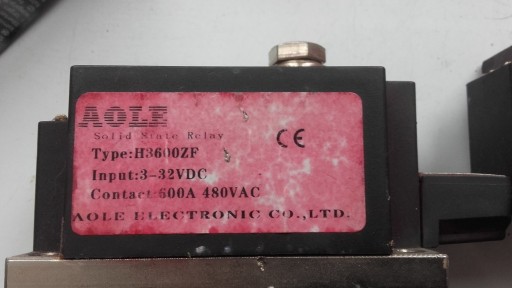 AOLE
Solid State Relay
CE
Type:H3600ZF
Input:3-32VDC
Contact:600A 480VAC
AOLE ELECTRONIC CO.,LTD.